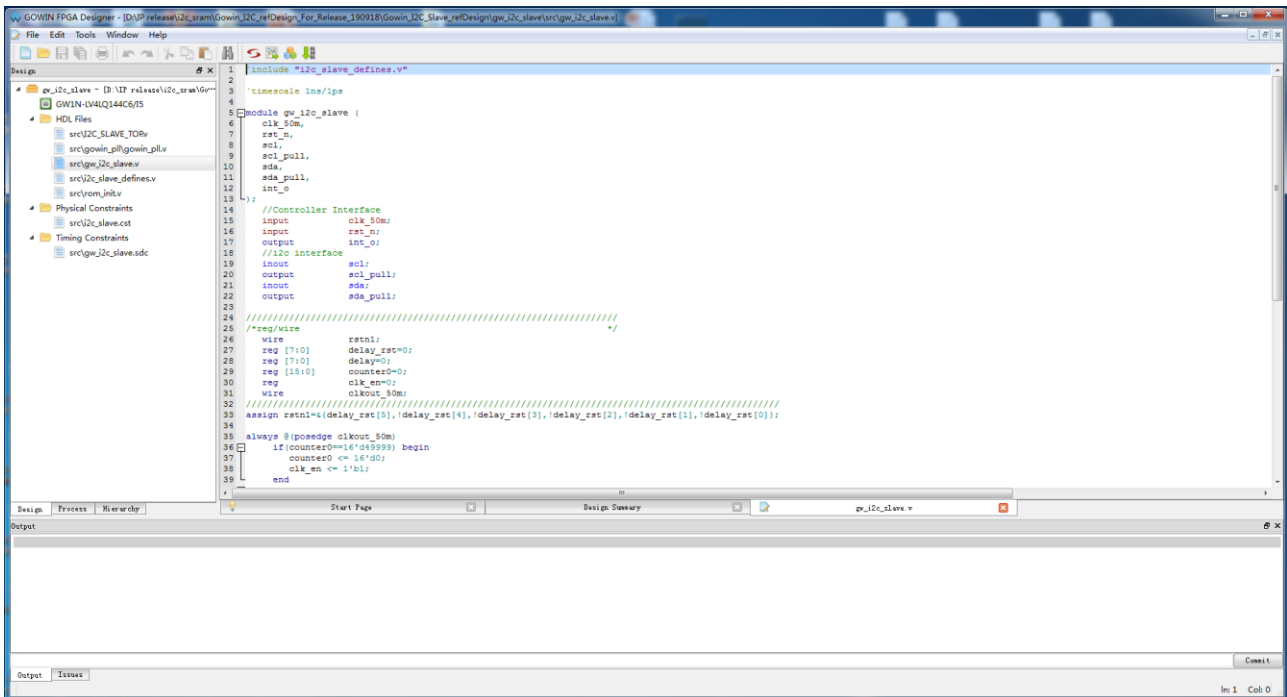 GOWIN FPGA Designer - [D:\IP release\i2c_sram\Gowin_I2C_refDesign_For_Release_190918\Gowin_I2C_Slave_refDesign\gw_i2c_slave\src\gw_i2c_slave.v]
File Edit Tools Window Help
Design
gw_i2c_slave - [D:\IP release\i2c_sram\Go…
GW1N-LV4LQ144C6/I5
HDL Files
src\I2C_SLAVE_TOP.v
src\gowin_pll\gowin_pll.v
src\gw_i2c_slave.v
src\i2c_slave_defines.v
src\rom_init.v
Physical Constraints
src\i2c_slave.cst
Timing Constraints
src\gw_i2c_slave.sdc
Design Process Hierarchy
1 `include "i2c_slave_defines.v"
2
3 `timescale 1ns/1ps
4
5 module gw_i2c_slave (
6 clk_50m,
7 rst_n,
8 scl,
9 scl_pull,
10 sda,
11 sda_pull,
12 int_o
13 );
14 //Controller Interface
15 input clk_50m;
16 input rst_n;
17 output int_o;
18 //i2c interface
19 inout scl;
20 output scl_pull;
21 inout sda;
22 output sda_pull;
23
24 //////////////////////////////////////////////////////////////////////
25 /*reg/wire */
26 wire rstn1;
27 reg [7:0] delay_rst=0;
28 reg [7:0] delay=0;
29 reg [15:0] counter0=0;
30 reg clk_en=0;
31 wire clkout_50m;
32 ////////////////////////////////////////////////////////////////////////////////////////////////////
33 assign rstn1=&{delay_rst[5],!delay_rst[4],!delay_rst[3],!delay_rst[2],!delay_rst[1],!delay_rst[0]};
34
35 always @(posedge clkout_50m)
36 if(counter0==16'd49999) begin
37 counter0 <= 16'd0;
38 clk_en <= 1'b1;
39 end
Start Page Design Summary gw_i2c_slave.v
Output
Commit
Output Issues
ln: 1 Col: 0